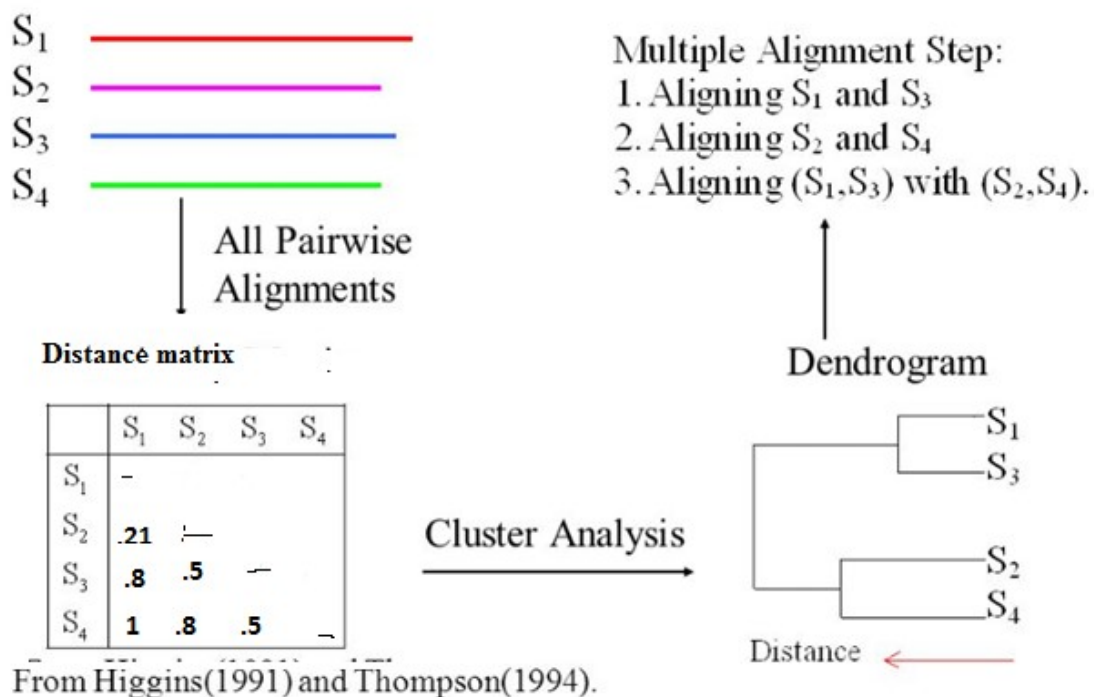 S1
S2
S3
S4
All Pairwise
Alignments
Distance matrix
S1 S2 S3 S4
S1 -
S2 .21 -
S3 .8 .5 -
S4 1 .8 .5 -
From Higgins(1991) and Thompson(1994).
Cluster Analysis
Multiple Alignment Step:
1. Aligning S1 and S3
2. Aligning S2 and S4
3. Aligning (S1,S3) with (S2,S4).
Dendrogram
S1
S3
S2
S4
Distance